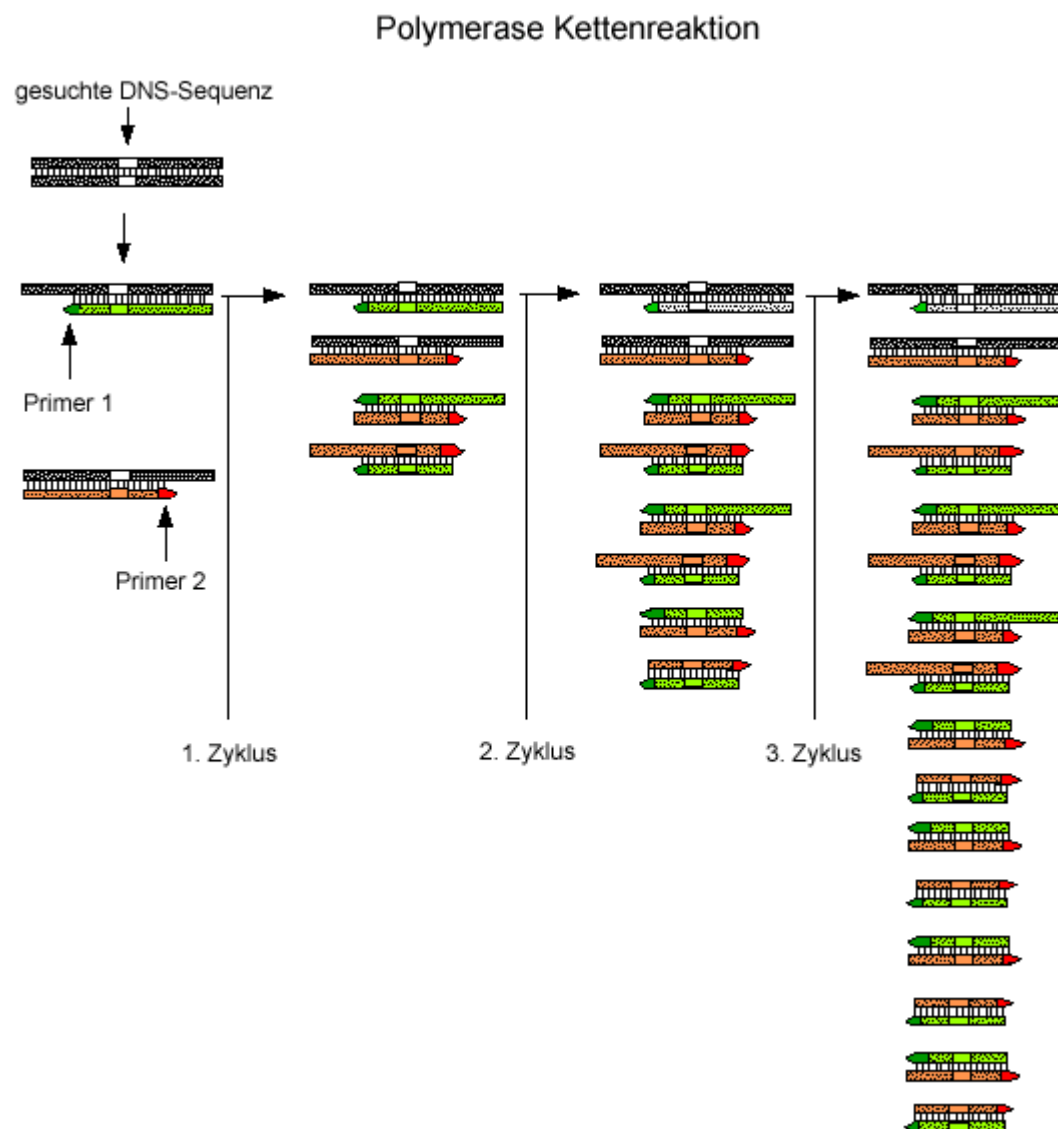 Polymerase Kettenreaktion
gesuchte DNS-Sequenz
Primer 1
Primer 2
1. Zyklus
2. Zyklus
3. Zyklus